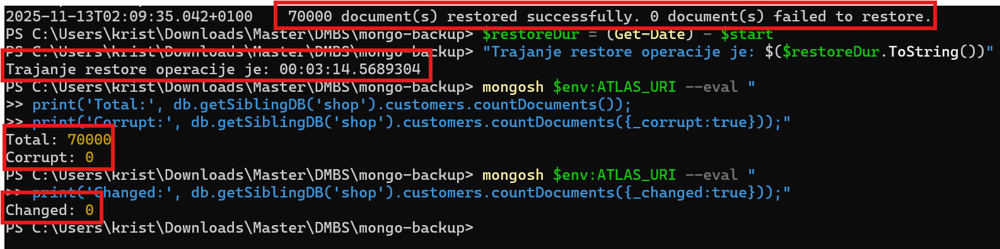 2025-11-13T02:09:35.042+0100    70000 document(s) restored successfully. 0 document(s) failed to restore.
PS C:\Users\krist\Downloads\Master\DMBS\mongo-backup> $restoreDur = (Get-Date) - $start
PS C:\Users\krist\Downloads\Master\DMBS\mongo-backup> "Trajanje restore operacije je: $($restoreDur.ToString())"
Trajanje restore operacije je: 00:03:14.5689304
PS C:\Users\krist\Downloads\Master\DMBS\mongo-backup> mongosh $env:ATLAS_URI --eval "
>> print('Total:', db.getSiblingDB('shop').customers.countDocuments());
>> print('Corrupt:', db.getSiblingDB('shop').customers.countDocuments({_corrupt:true}));"
Total: 70000
Corrupt: 0
PS C:\Users\krist\Downloads\Master\DMBS\mongo-backup> mongosh $env:ATLAS_URI --eval "
>> print('Changed:', db.getSiblingDB('shop').customers.countDocuments({_changed:true}));"
Changed: 0
PS C:\Users\krist\Downloads\Master\DMBS\mongo-backup>